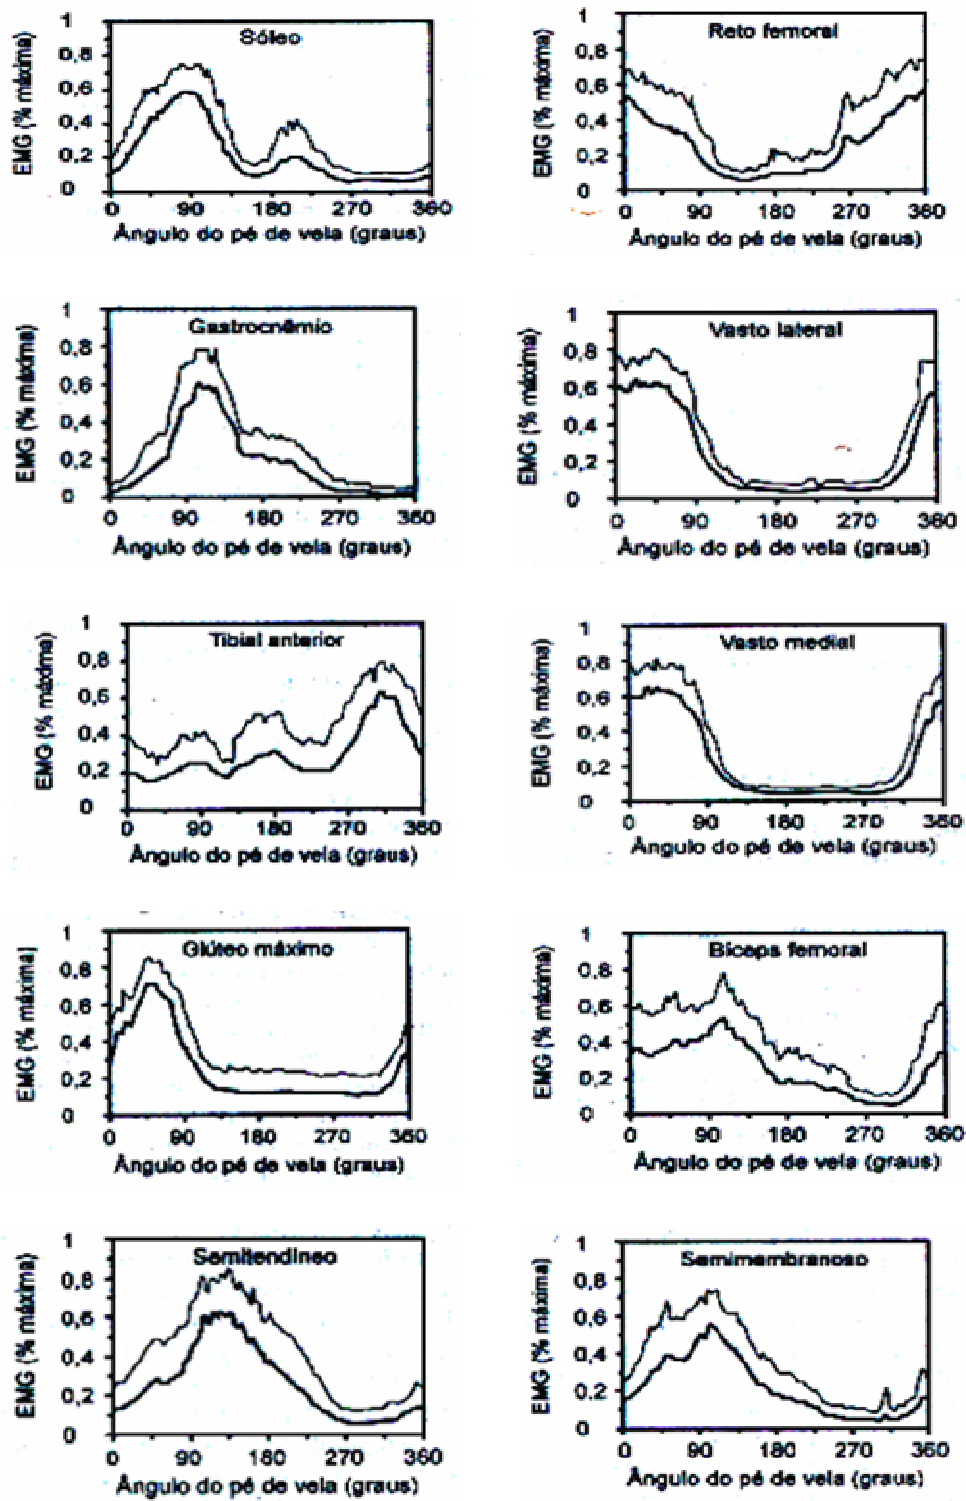 Sóleo
EMG (% máxima)
1
0.8
0.6
0.4
0.2
0
0 90 180 270 360
Ângulo do pé de vela (graus)
Reto femoral
EMG (% máxima)
1
0.8
0.6
0.4
0.2
0
0 90 180 270 360
Ângulo do pé de vela (graus)
Gastrocnêmio
EMG (% máxima)
1
0.8
0.6
0.4
0.2
0
0 90 180 270 360
Ângulo do pé de vela (graus)
Vasto lateral
EMG (% máxima)
1
0.8
0.6
0.4
0.2
0
0 90 180 270 360
Ângulo do pé de vela (graus)
Tibial anterior
EMG (% máxima)
1
0.8
0.6
0.4
0.2
0
0 90 180 270 360
Ângulo do pé de vela (graus)
Vasto medial
EMG (% máxima)
1
0.8
0.6
0.4
0.2
0
0 90 180 270 360
Ângulo do pé de vela (graus)
Glúteo máximo
EMG (% máxima)
1
0.8
0.6
0.4
0.2
0
0 90 180 270 360
Ângulo do pé de vela (graus)
Bíceps femoral
EMG (% máxima)
1
0.8
0.6
0.4
0.2
0
0 90 180 270 360
Ângulo do pé de vela (graus)
Semitendíneo
EMG (% máxima)
1
0.8
0.6
0.4
0.2
0
0 90 180 270 360
Ângulo do pé de vela (graus)
Semimembranoso
EMG (% máxima)
1
0.8
0.6
0.4
0.2
0
0 90 180 270 360
Ângulo do pé de vela (graus)